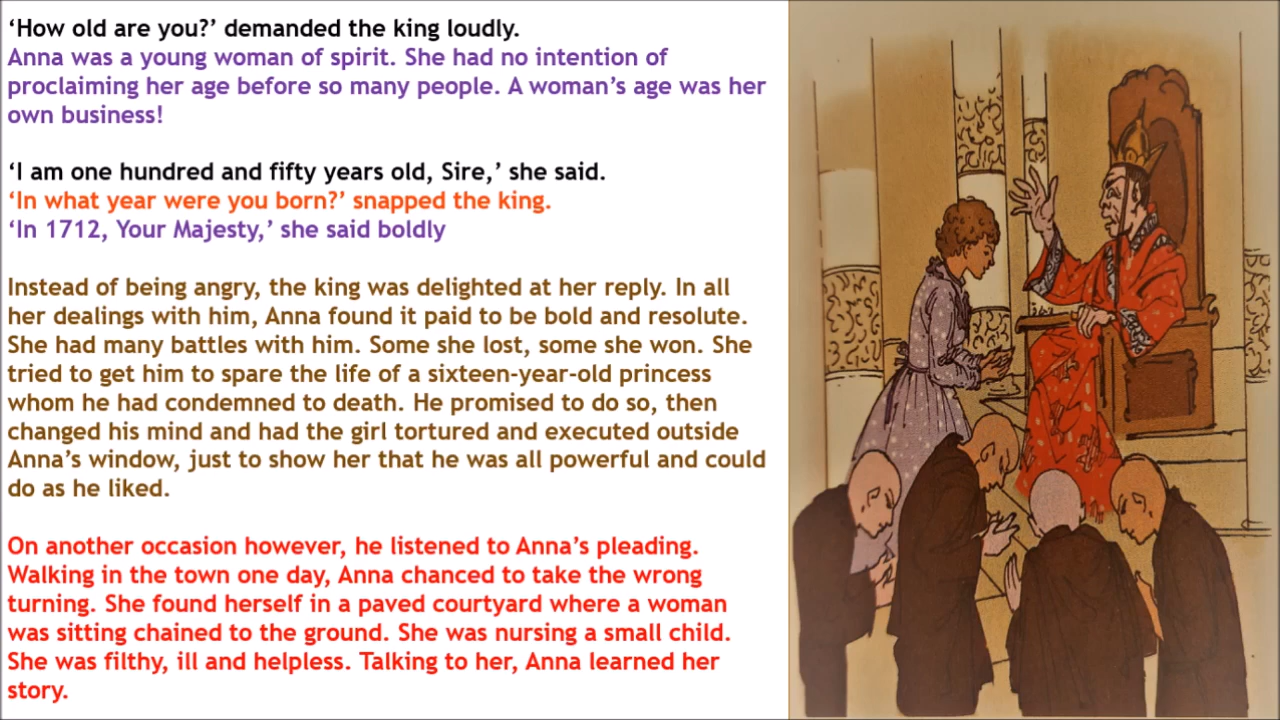 ‘How old are you?’ demanded the king loudly.
Anna was a young woman of spirit. She had no intention of
proclaiming her age before so many people. A woman’s age was her
own business!
‘I am one hundred and fifty years old, Sire,’ she said.
‘In what year were you born?’ snapped the king.
‘In 1712, Your Majesty,’ she said boldly
Instead of being angry, the king was delighted at her reply. In all
her dealings with him, Anna found it paid to be bold and resolute.
She had many battles with him. Some she lost, some she won. She
tried to get him to spare the life of a sixteen-year-old princess
whom he had condemned to death. He promised to do so, then
changed his mind and had the girl tortured and executed outside
Anna’s window, just to show her that he was all powerful and could
do as he liked.
On another occasion however, he listened to Anna’s pleading.
Walking in the town one day, Anna chanced to take the wrong
turning. She found herself in a paved courtyard where a woman
was sitting chained to the ground. She was nursing a small child.
She was filthy, ill and helpless. Talking to her, Anna learned her
story.